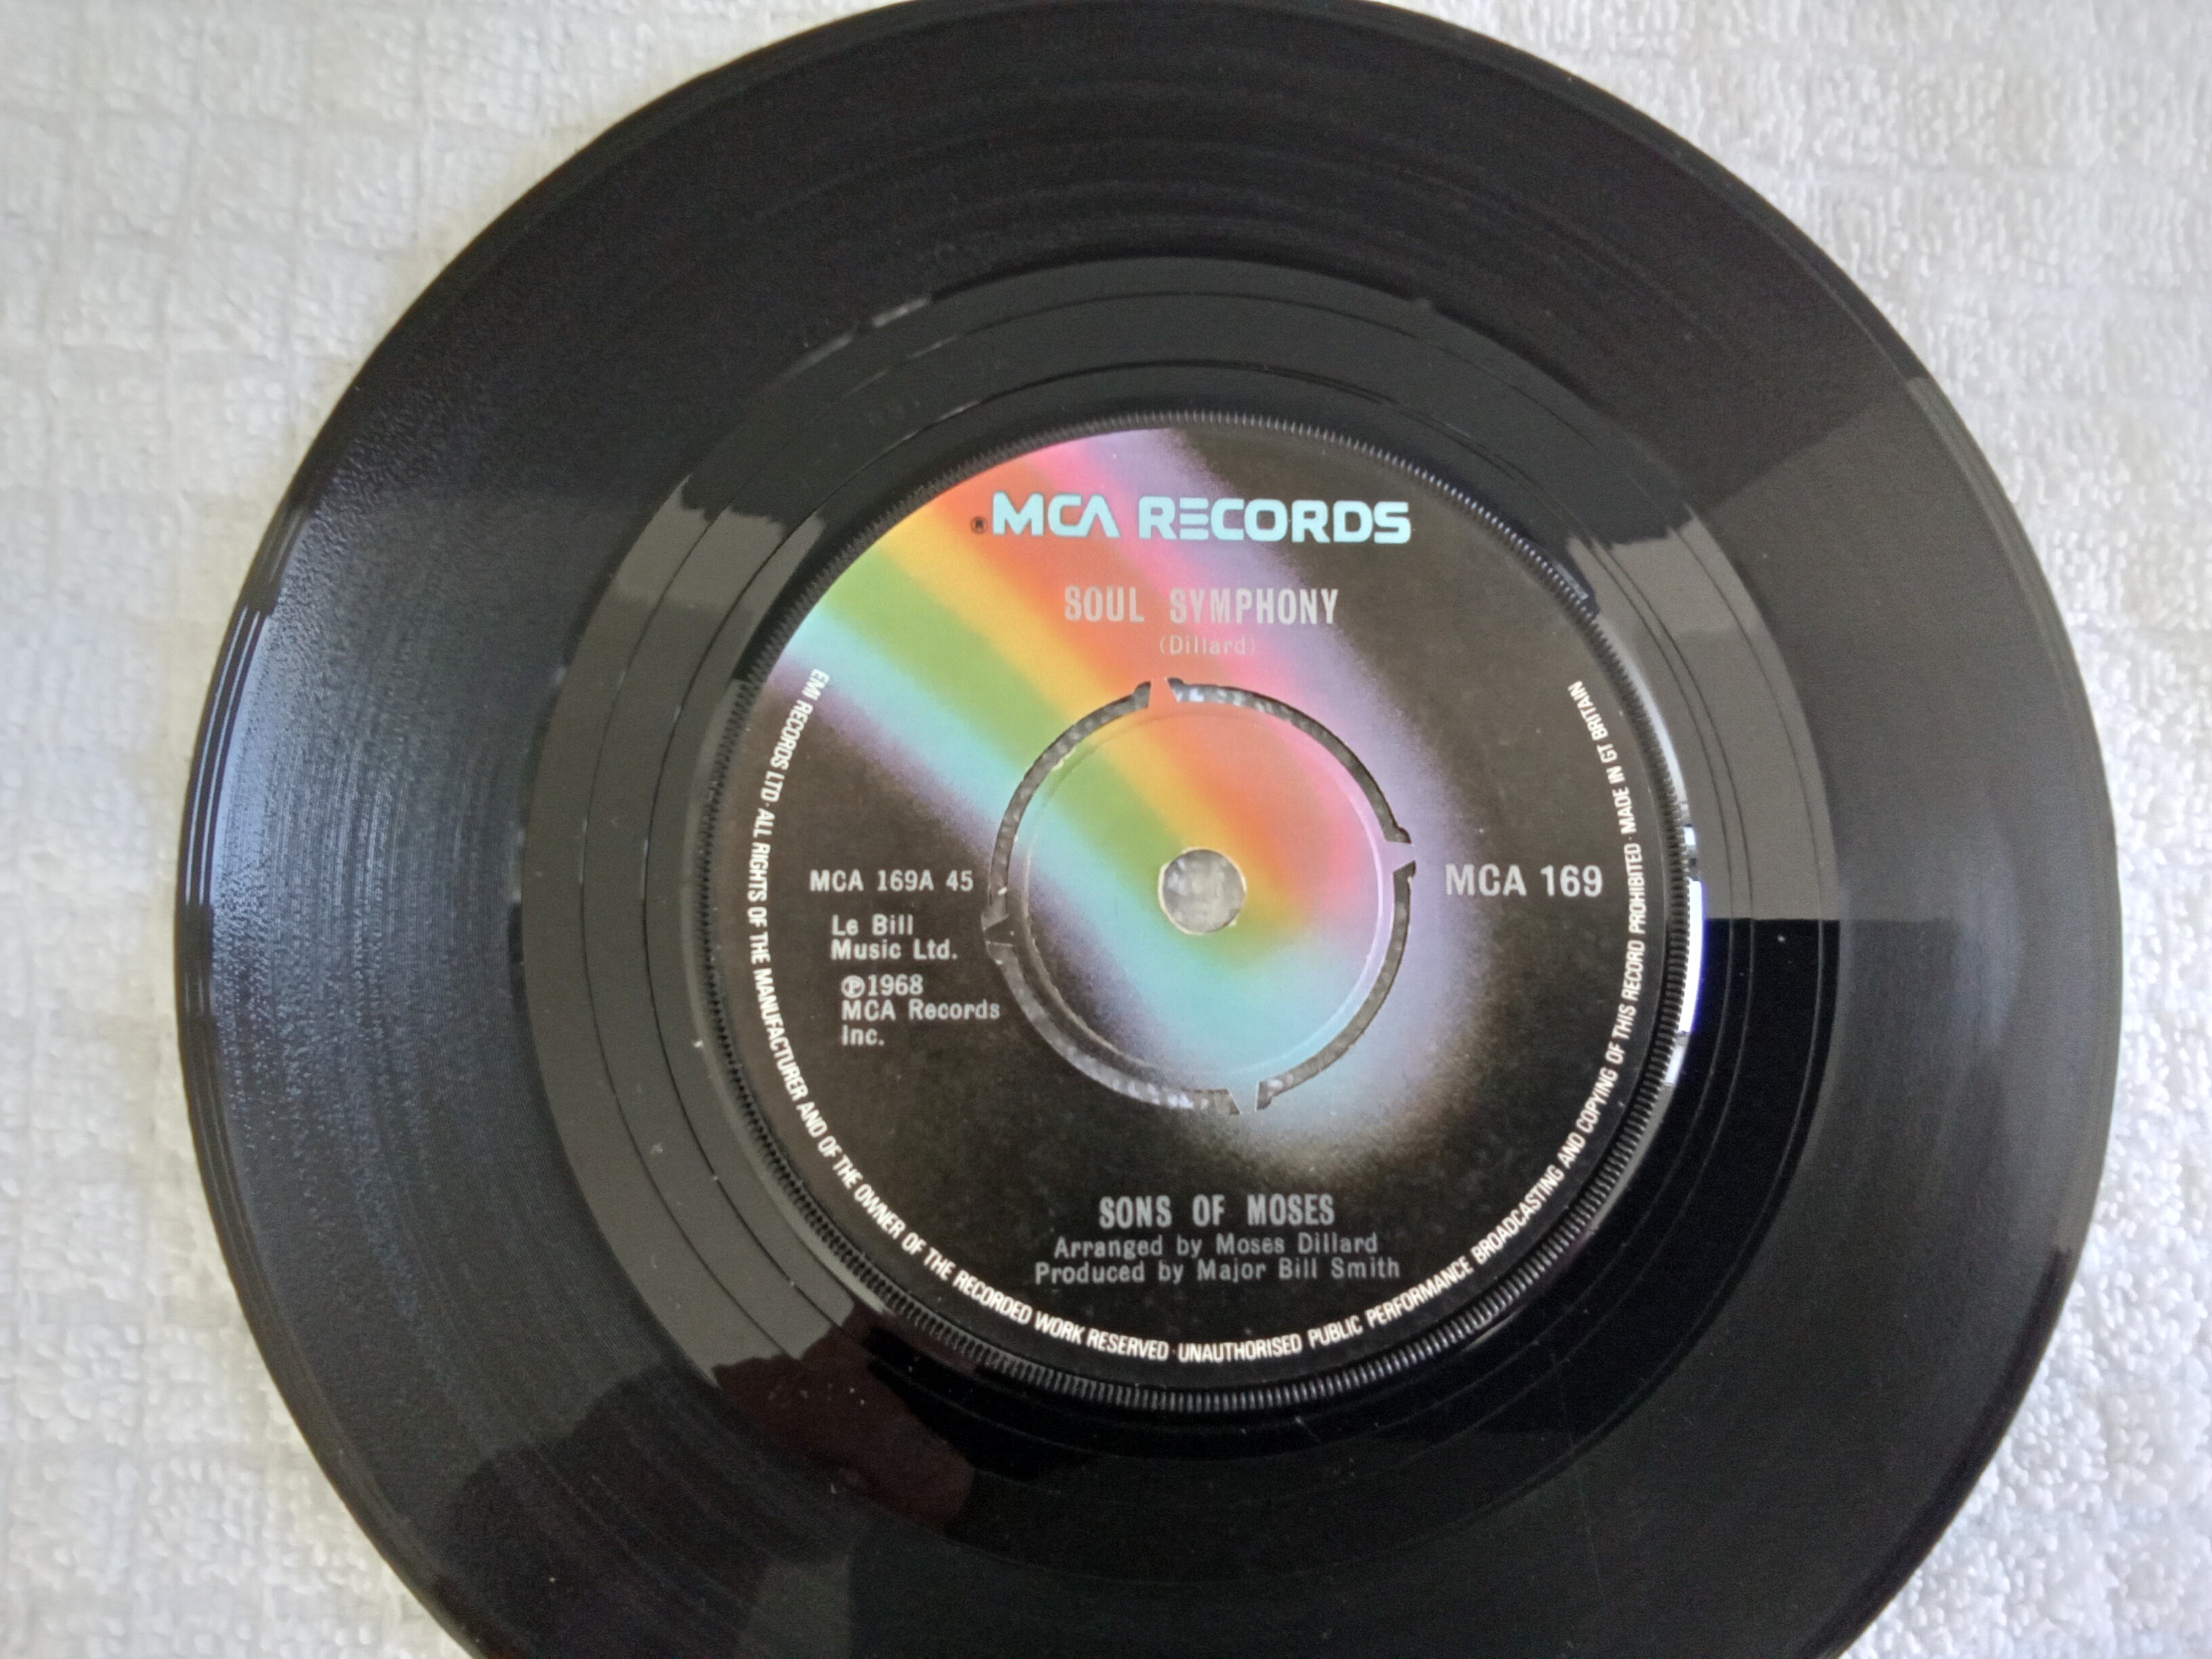 ® MCA RECORDS
SOUL SYMPHONY
(Dillard)
MCA 169A 45
Le Bill
Music Ltd.
℗1968
MCA Records
Inc.
MCA 169
SONS OF MOSES
Arranged by Moses Dillard
Produced by Major Bill Smith
EMI RECORDS LTD · ALL RIGHTS OF THE MANUFACTURER AND OF THE OWNER OF THE RECORDED WORK RESERVED · UNAUTHORISED PUBLIC PERFORMANCE BROADCASTING AND COPYING OF THIS RECORD PROHIBITED · MADE IN GT BRITAIN